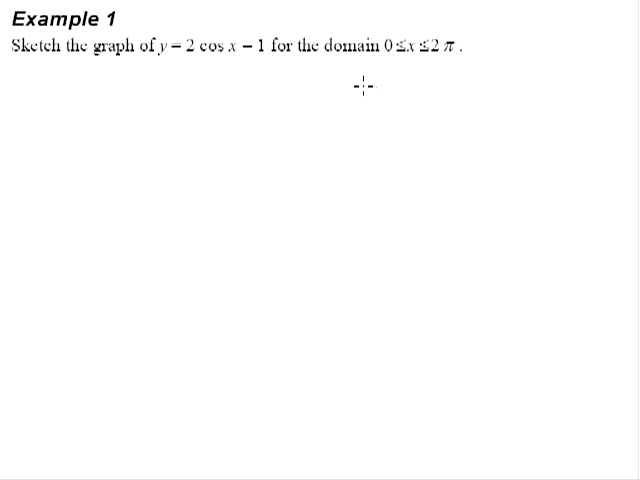 Example 1
Sketch the graph of y = 2 cos x – 1 for the domain 0 ≤ x ≤ 2 π .